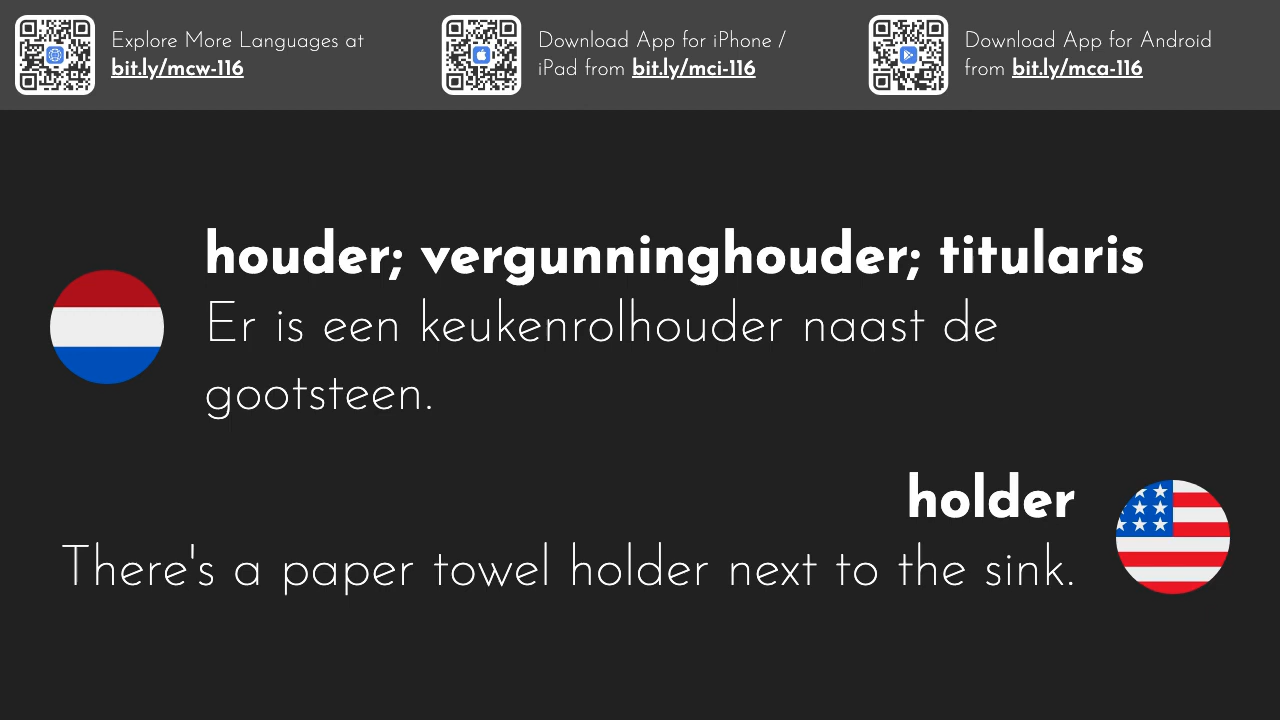 Explore More Languages at
bit.ly/mcw-116
Download App for iPhone /
iPad from bit.ly/mci-116
Download App for Android
from bit.ly/mca-116
houder; vergunninghouder; titularis
Er is een keukenrolhouder naast de
gootsteen.
holder
There's a paper towel holder next to the sink.